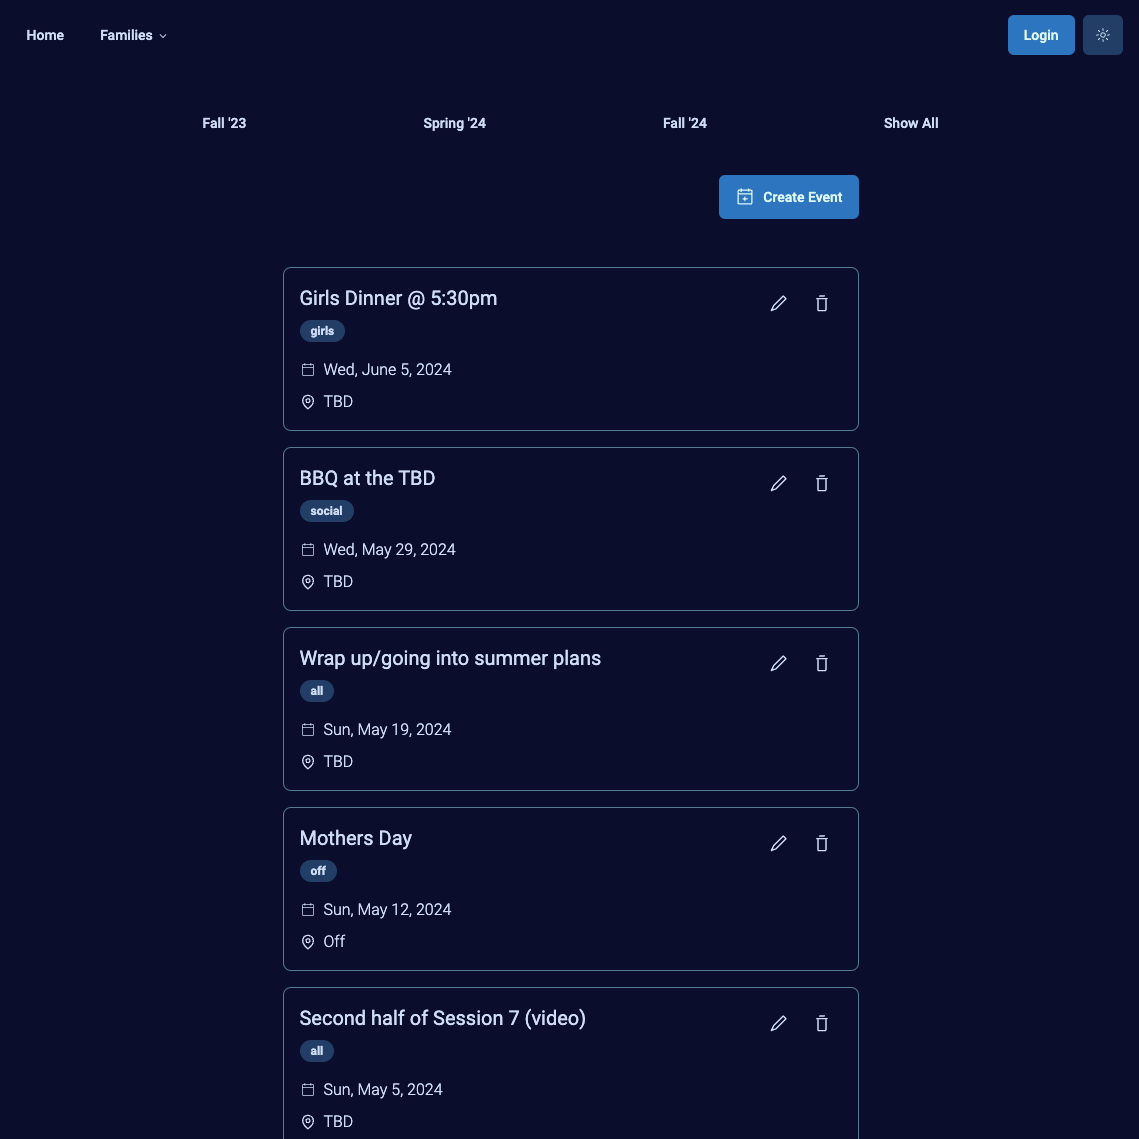 Home Families Login
Fall '23 Spring '24 Fall '24 Show All
Create Event
Girls Dinner @ 5:30pm
girls
Wed, June 5, 2024
TBD
BBQ at the TBD
social
Wed, May 29, 2024
TBD
Wrap up/going into summer plans
all
Sun, May 19, 2024
TBD
Mothers Day
off
Sun, May 12, 2024
Off
Second half of Session 7 (video)
all
Sun, May 5, 2024
TBD